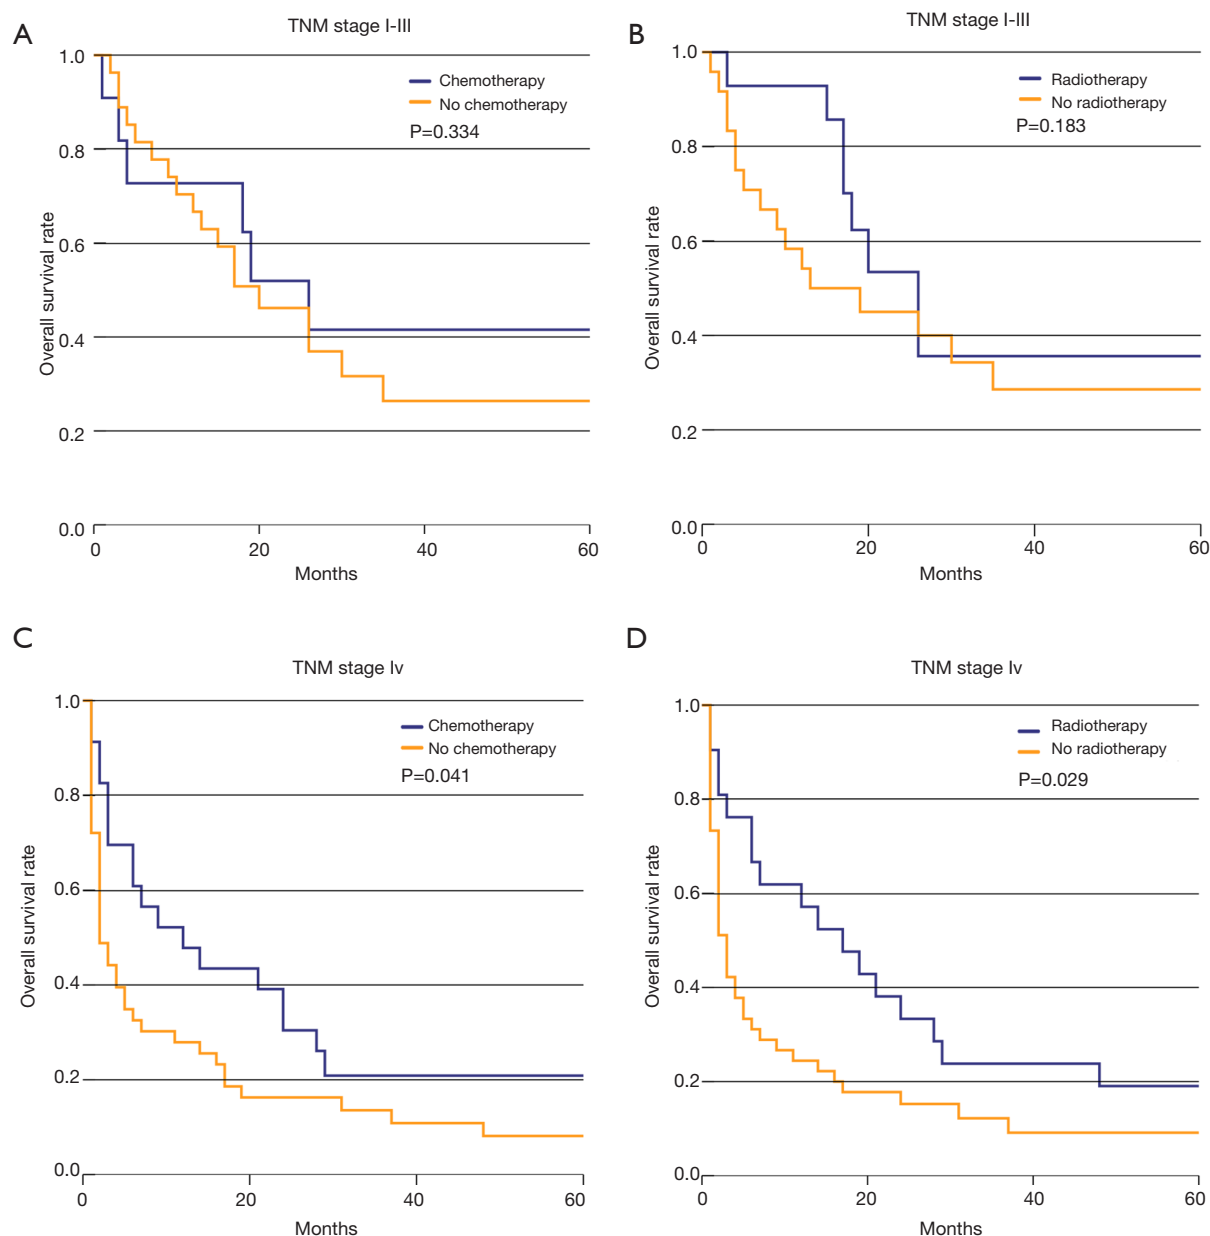 A
TNM stage I-III
Chemotherapy
No chemotherapy
P=0.334
Overall survival rate
1.0
0.8
0.6
0.4
0.2
0.0
0 20 40 60
Months
B
TNM stage I-III
Radiotherapy
No radiotherapy
P=0.183
Overall survival rate
1.0
0.8
0.6
0.4
0.2
0.0
0 20 40 60
Months
C
TNM stage Iv
Chemotherapy
No chemotherapy
P=0.041
Overall survival rate
1.0
0.8
0.6
0.4
0.2
0.0
0 20 40 60
Months
D
TNM stage Iv
Radiotherapy
No radiotherapy
P=0.029
Overall survival rate
1.0
0.8
0.6
0.4
0.2
0.0
0 20 40 60
Months